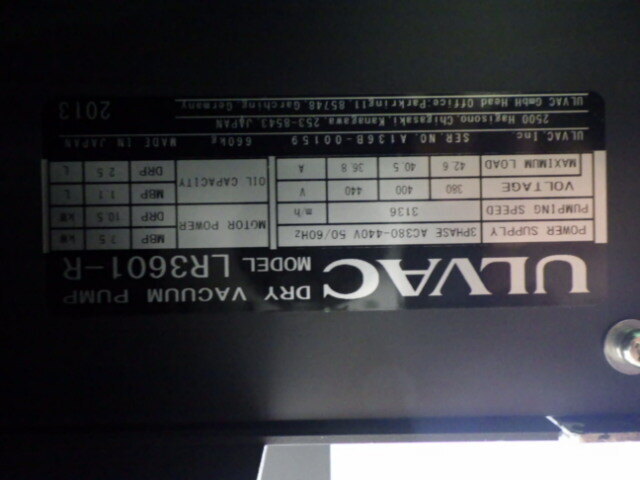 ULVAC DRY VACUUM PUMP
MODEL LR3601-R
POWER SUPPLY 3PHASE AC380-440V 50/60Hz
PUMPING SPEED 3136 m/h
VOLTAGE 380 400 440 V
MAXIMUM LOAD 42.6 40.5 36.8 A
MOTOR POWER MBP 7.5 kW
DRP 10.5 kW
OIL CAPACITY MBP 1.1 L
DRP 2.5 L
ULVAC, Inc. SER.NO. A136B-00159 660kg MADE IN JAPAN
2500 Hagisono, Chigasaki Kanagawa, 253-8543, JAPAN
ULVAC GmbH Head Office, Parkring11 85748, Garching, Germany
2013